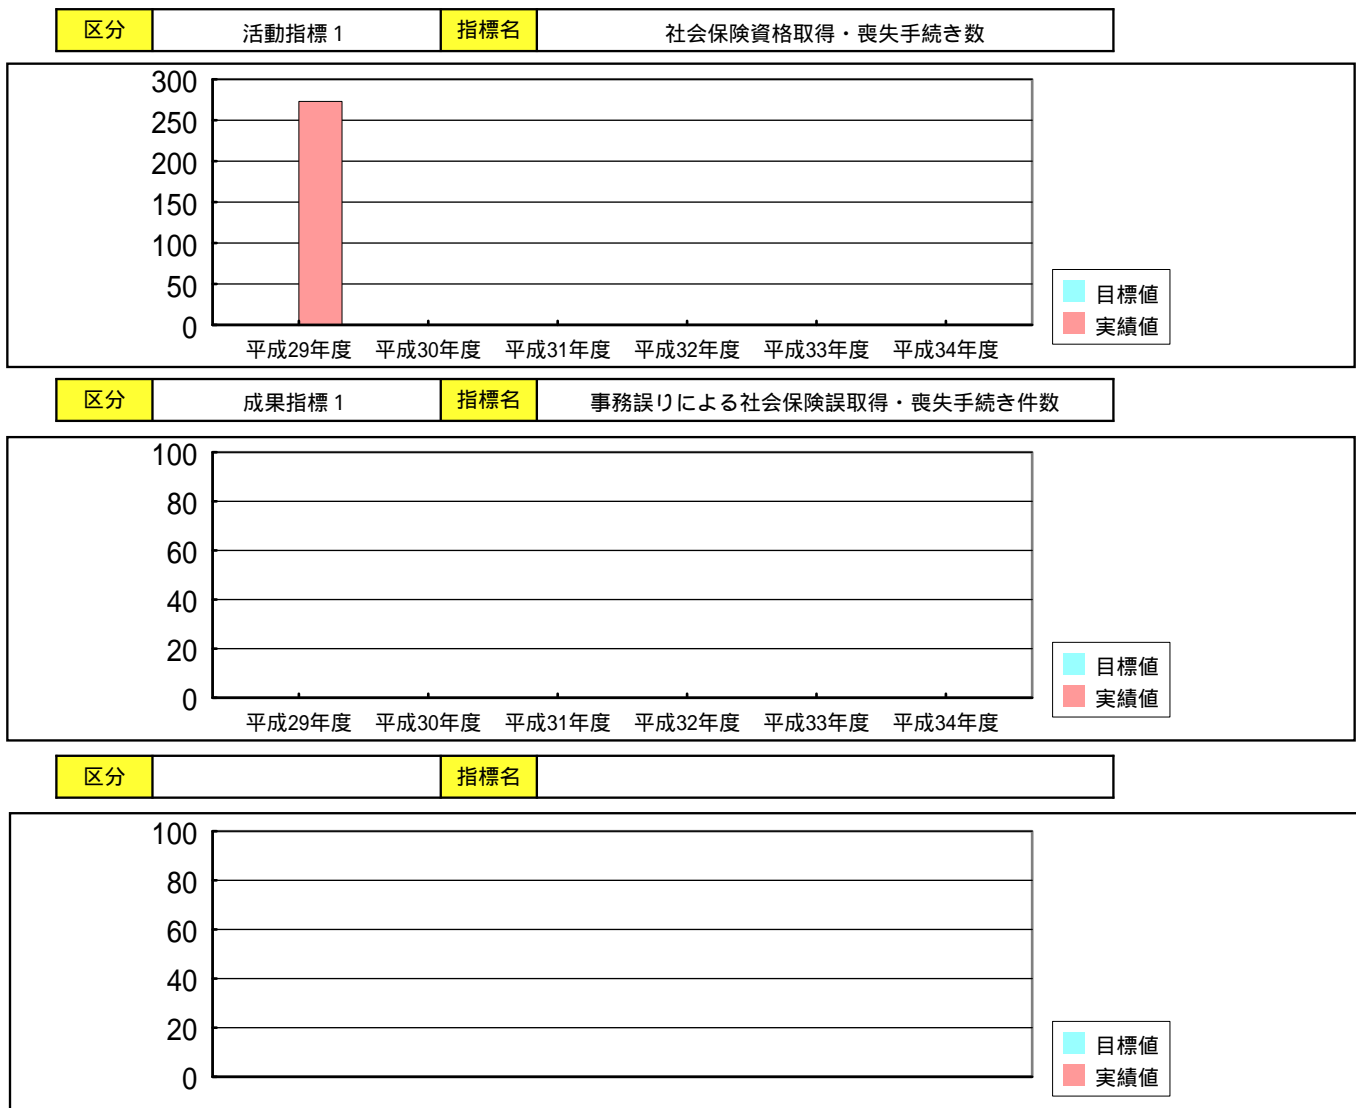 区分 活動指標1 指標名 社会保険資格取得・喪失手続き数
300
250
200
150
100
50
0
平成29年度 平成30年度 平成31年度 平成32年度 平成33年度 平成34年度
目標値
実績値
区分 成果指標1 指標名 事務誤りによる社会保険誤取得・喪失手続き件数
100
80
60
40
20
0
平成29年度 平成30年度 平成31年度 平成32年度 平成33年度 平成34年度
目標値
実績値
区分 指標名
100
80
60
40
20
0
目標値
実績値